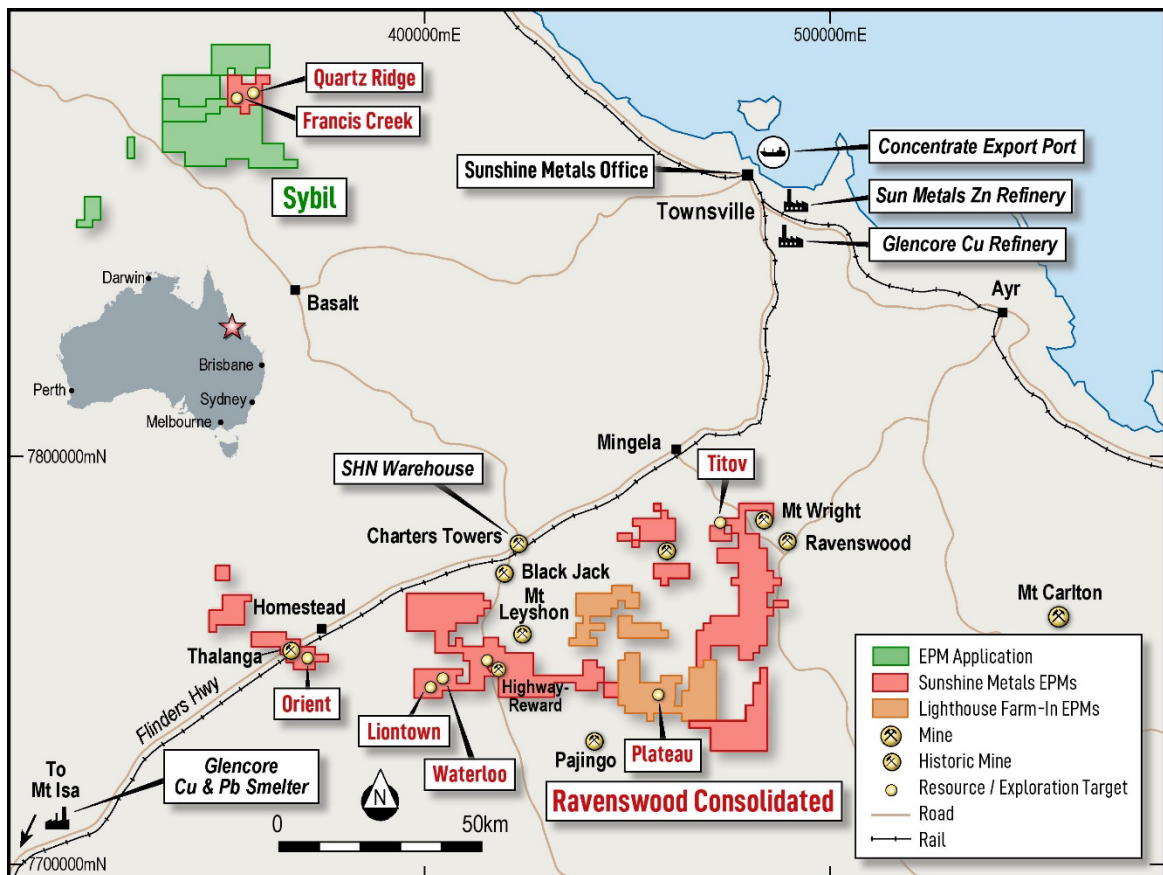 400000mE
500000mE
Quartz Ridge
Francis Creek
Sybil
Concentrate Export Port
Sunshine Metals Office
Sun Metals Zn Refinery
Townsville
Glencore Cu Refinery
Darwin
Basalt
Ayr
Brisbane
Perth
Sydney
Melbourne
7800000mN
Mingela
SHN Warehouse
Titov
Charters Towers
Mt Wright
Ravenswood
Black Jack
Mt
Leyshon
Homestead
Mt Carlton
Thalanga
Flinders Hwy
Orient
Highway-
Reward
Liontown
Waterloo
Pajingo
Plateau
Ravenswood Consolidated
To
Mt Isa
Glencore
Cu & Pb Smelter
N
0
50km
7700000mN
EPM Application
Sunshine Metals EPMs
Lighthouse Farm-In EPMs
Mine
Historic Mine
Resource / Exploration Target
Road
Rail